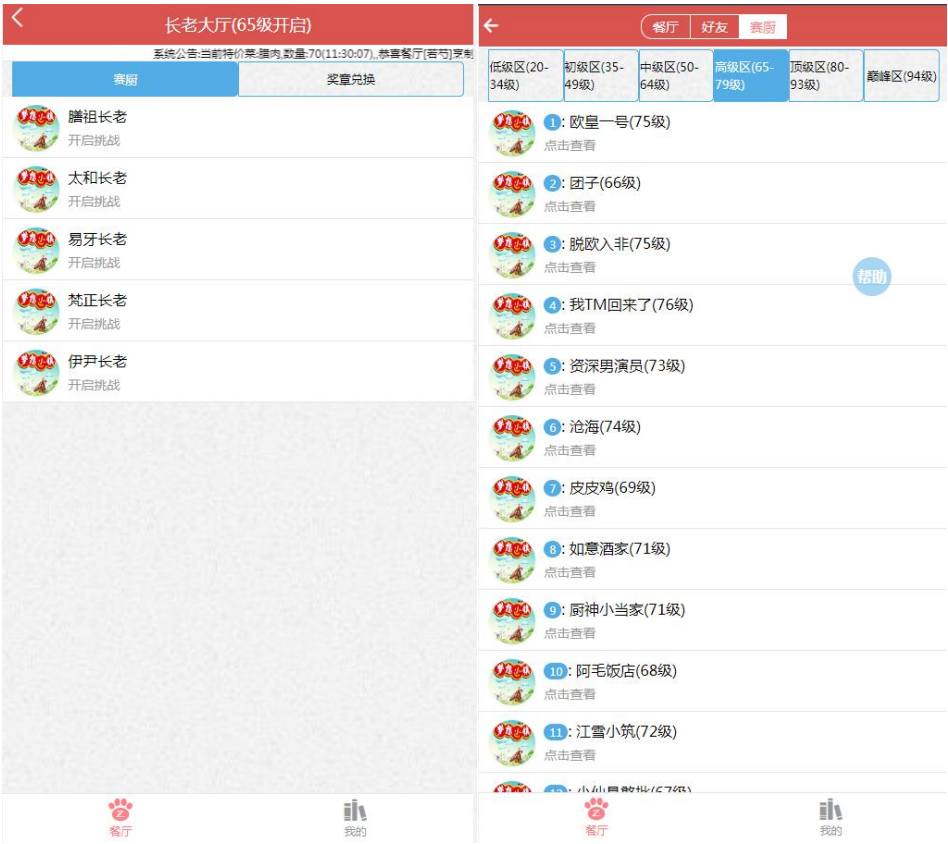 长老大厅(65级开启)
系统公告:当前特价菜:腊肉,数量:70(11:30:07),,恭喜餐厅[若芍]烹制
赛厨
奖章兑换
膳祖长老
开启挑战
太和长老
开启挑战
易牙长老
开启挑战
梵正长老
开启挑战
伊尹长老
开启挑战
餐厅
我的
餐厅
好友
赛厨
低级区(20-
34级)
初级区(35-
49级)
中级区(50-
64级)
高级区(65-
79级)
顶级区(80-
93级)
巅峰区(94级)
1: 欧皇一号(75级)
点击查看
2: 团子(66级)
点击查看
3: 脱欧入非(75级)
点击查看
帮助
4: 我TM回来了(76级)
点击查看
5: 资深男演员(73级)
点击查看
6: 沧海(74级)
点击查看
7: 皮皮鸡(69级)
点击查看
8: 如意酒家(71级)
点击查看
9: 厨神小当家(71级)
点击查看
10: 阿毛饭店(68级)
点击查看
11: 江雪小筑(72级)
点击查看
餐厅
我的